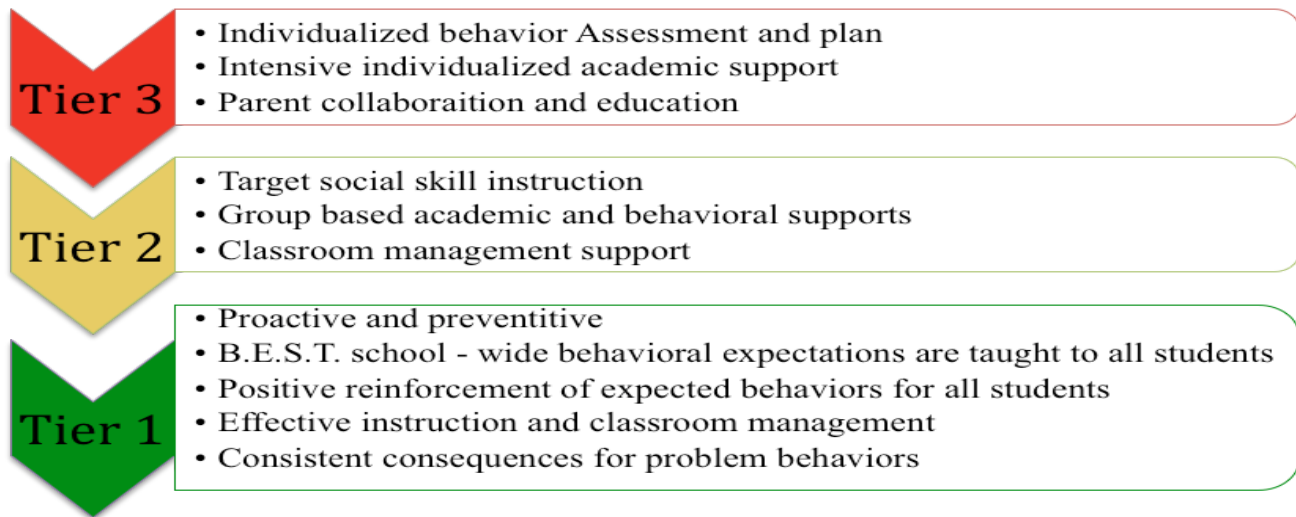 Tier 3
• Individualized behavior Assessment and plan
• Intensive individualized academic support
• Parent collaboraition and education
Tier 2
• Target social skill instruction
• Group based academic and behavioral supports
• Classroom management support
Tier 1
• Proactive and preventitive
• B.E.S.T. school - wide behavioral expectations are taught to all students
• Positive reinforcement of expected behaviors for all students
• Effective instruction and classroom management
• Consistent consequences for problem behaviors